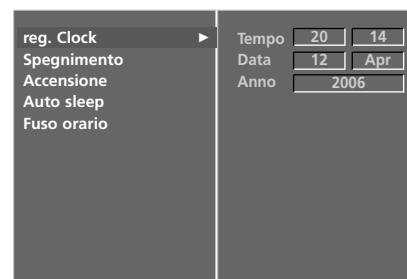 reg. Clock ►
Spegnimento
Accensione
Auto sleep
Fuso orario
Tempo 20 14
Data 12 Apr
Anno 2006